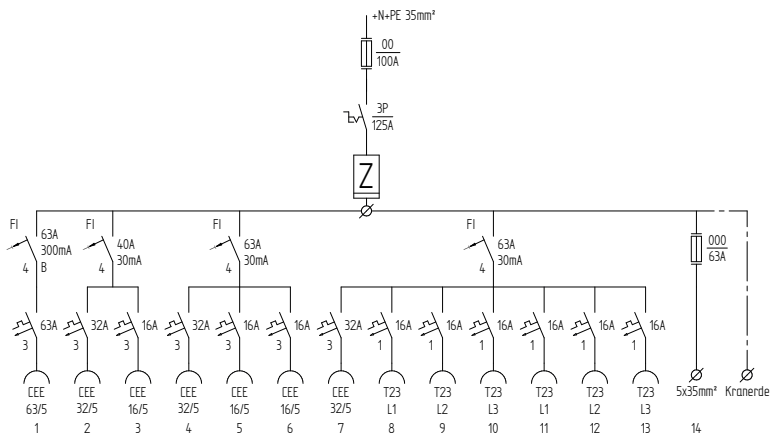 +N+PE 35mm²
00
100A
3P
125A
Z
FI
63A
300mA
4 B
FI
40A
30mA
4
FI
63A
30mA
4
FI
63A
30mA
4
000
63A
63A 32A 16A 32A 16A 16A 32A 16A 16A 16A 16A 16A 16A
3 3 3 3 3 3 3 1 1 1 1 1 1
CEE CEE CEE CEE CEE CEE CEE T23 T23 T23 T23 T23 T23 5x35mm² Kranerde
63/5 32/5 16/5 32/5 16/5 16/5 32/5 L1 L2 L3 L1 L2 L3
1 2 3 4 5 6 7 8 9 10 11 12 13 14